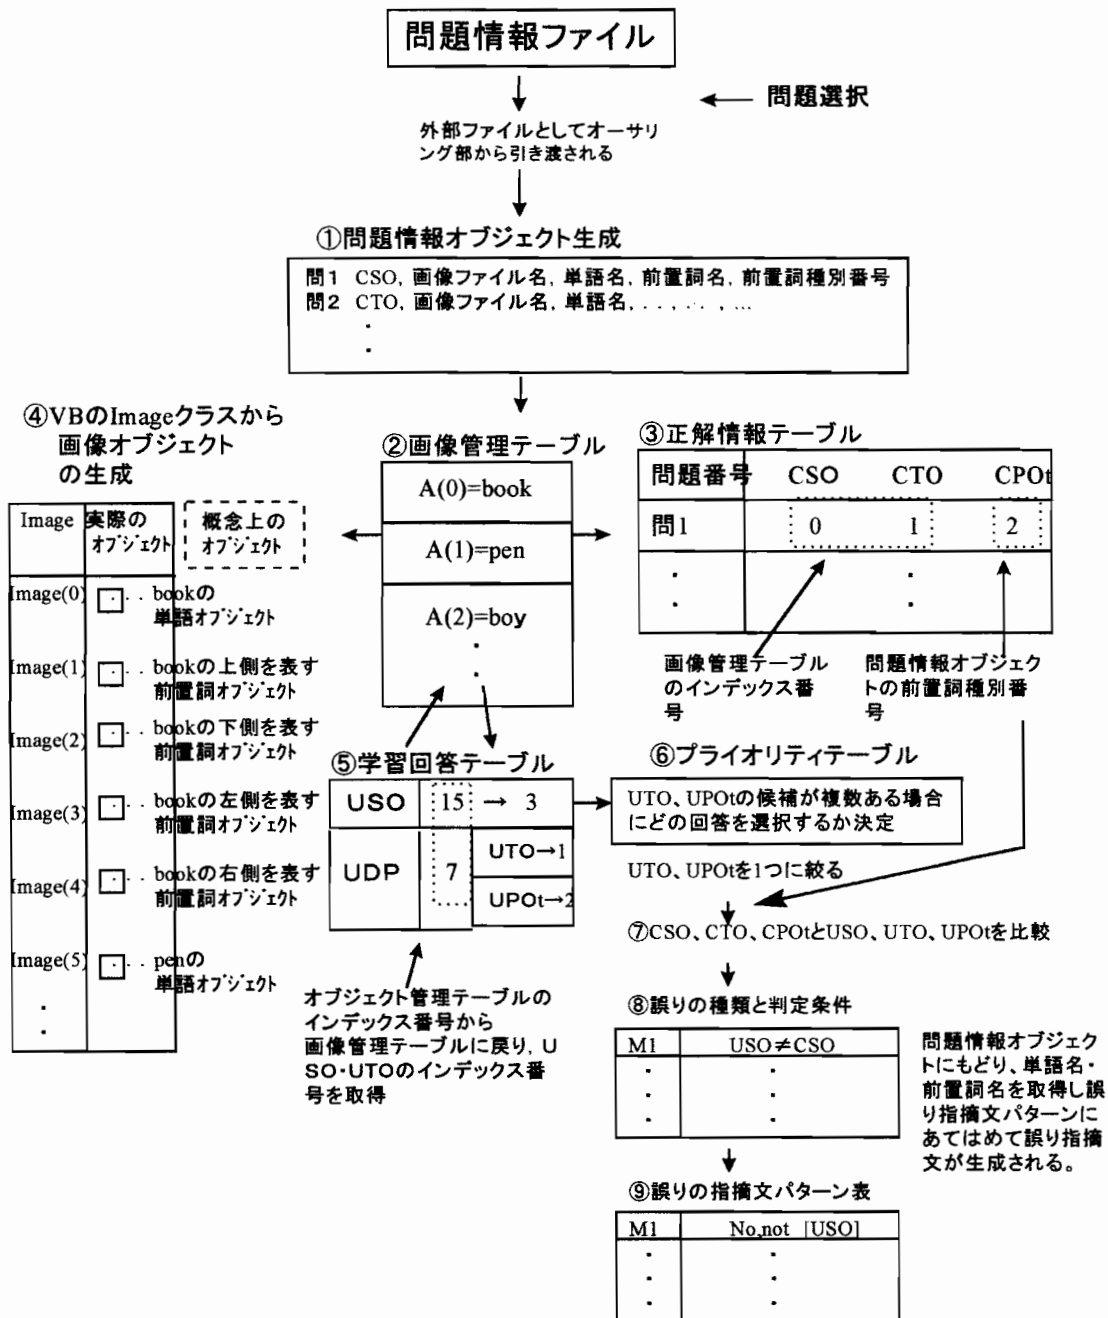 問題情報ファイル
問題選択
外部ファイルとしてオーサリ
ング部から引き渡される
①問題情報オブジェクト生成
問1 CSO, 画像ファイル名, 単語名, 前置詞名, 前置詞種別番号
問2 CTO, 画像ファイル名, 単語名, . . , . . , ...
④VBのImageクラスから
画像オブジェクト
の生成
Image
実際の
オブジェクト
概念上の
オブジェクト
Image(0) . . . bookの
単語オブジェクト
Image(1) . . . bookの上側を表す
前置詞オブジェクト
Image(2) . . . bookの下側を表す
前置詞オブジェクト
Image(3) . . . bookの左側を表す
前置詞オブジェクト
Image(4) . . . bookの右側を表す
前置詞オブジェクト
Image(5) . . . penの
単語オブジェクト
②画像管理テーブル
A(0)=book
A(1)=pen
A(2)=boy
③正解情報テーブル
問題番号 CSO CTO CPOt
問1 0 1 2
画像管理テーブル
のインデックス番
号
問題情報オブジェク
トの前置詞種別番
号
⑤学習回答テーブル
USO 15 → 3
UDP 7
UTO→1
UPOt→2
オブジェクト管理テーブルの
インデックス番号から
画像管理テーブルに戻り, U
SO・UTOのインデックス番
号を取得
⑥プライオリティテーブル
UTO、UPOtの候補が複数ある場合
にどの回答を選択するか決定
UTO、UPOtを1つに絞る
⑦CSO、CTO、CPOtとUSO、UTO、UPOtを比較
⑧誤りの種類と判定条件
M1 USO≠CSO
問題情報オブジェク
トにもどり、単語名・
前置詞名を取得し誤
り指摘文パターンに
あてはめて誤り指摘
文が生成される。
⑨誤りの指摘文パターン表
M1 No,not [USO]